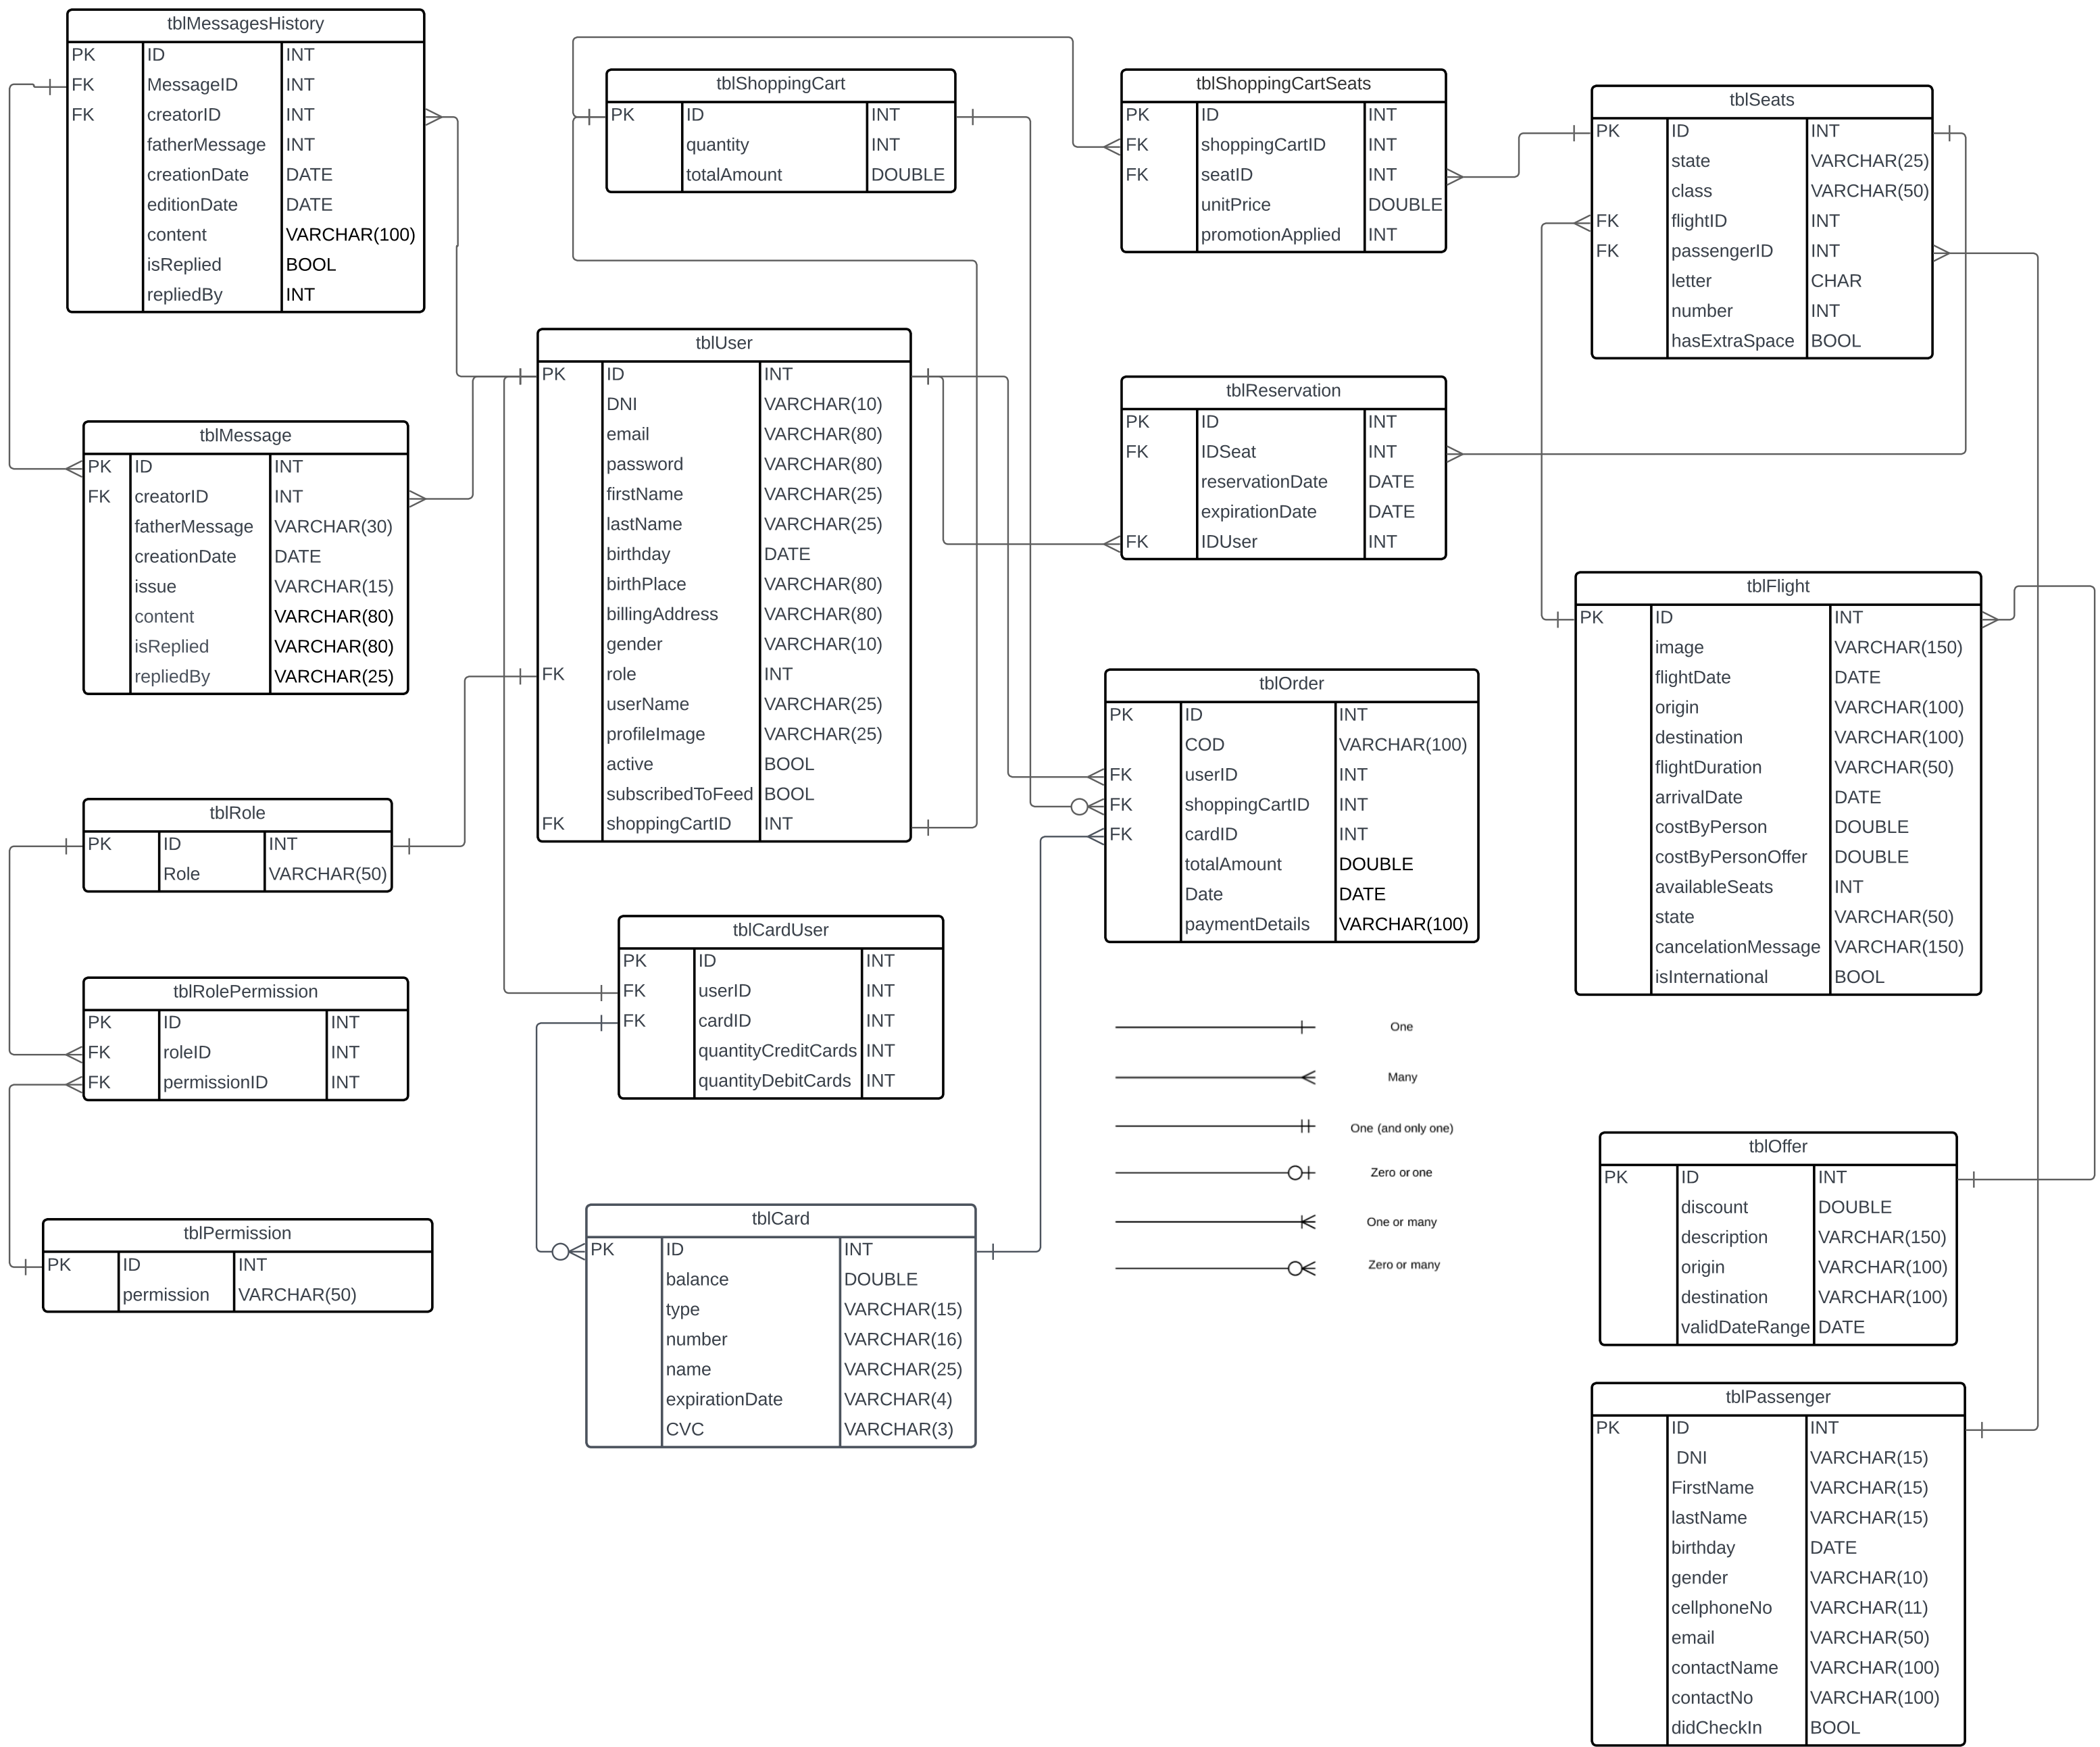 tblMessagesHistory
PK ID INT
FK MessageID INT
FK creatorID INT
fatherMessage INT
creationDate DATE
editionDate DATE
content VARCHAR(100)
isReplied BOOL
repliedBy INT
tblShoppingCart
PK ID INT
quantity INT
totalAmount DOUBLE
tblShoppingCartSeats
PK ID INT
FK shoppingCartID INT
FK seatID INT
unitPrice DOUBLE
promotionApplied INT
tblSeats
PK ID INT
state VARCHAR(25)
class VARCHAR(50)
FK flightID INT
FK passengerID INT
letter CHAR
number INT
hasExtraSpace BOOL
tblUser
PK ID INT
DNI VARCHAR(10)
email VARCHAR(80)
password VARCHAR(80)
firstName VARCHAR(25)
lastName VARCHAR(25)
birthday DATE
birthPlace VARCHAR(80)
billingAddress VARCHAR(80)
gender VARCHAR(10)
FK role INT
userName VARCHAR(25)
profileImage VARCHAR(25)
active BOOL
subscribedToFeed BOOL
FK shoppingCartID INT
tblReservation
PK ID INT
FK IDSeat INT
reservationDate DATE
expirationDate DATE
FK IDUser INT
tblMessage
PK ID INT
FK creatorID INT
fatherMessage VARCHAR(30)
creationDate DATE
issue VARCHAR(15)
content VARCHAR(80)
isReplied VARCHAR(80)
repliedBy VARCHAR(25)
tblFlight
PK ID INT
image VARCHAR(150)
flightDate DATE
origin VARCHAR(100)
destination VARCHAR(100)
flightDuration VARCHAR(50)
arrivalDate DATE
costByPerson DOUBLE
costByPersonOffer DOUBLE
availableSeats INT
state VARCHAR(50)
cancelationMessage VARCHAR(150)
isInternational BOOL
tblOrder
PK ID INT
COD VARCHAR(100)
FK userID INT
FK shoppingCartID INT
FK cardID INT
totalAmount DOUBLE
Date DATE
paymentDetails VARCHAR(100)
tblRole
PK ID INT
Role VARCHAR(50)
tblCardUser
PK ID INT
FK userID INT
FK cardID INT
quantityCreditCards INT
quantityDebitCards INT
tblRolePermission
PK ID INT
FK roleID INT
FK permissionID INT
One
Many
One (and only one)
Zero or one
One or many
Zero or many
tblOffer
PK ID INT
discount DOUBLE
description VARCHAR(150)
origin VARCHAR(100)
destination VARCHAR(100)
validDateRange DATE
tblPermission
PK ID INT
permission VARCHAR(50)
tblCard
PK ID INT
balance DOUBLE
type VARCHAR(15)
number VARCHAR(16)
name VARCHAR(25)
expirationDate VARCHAR(4)
CVC VARCHAR(3)
tblPassenger
PK ID INT
DNI VARCHAR(15)
FirstName VARCHAR(15)
lastName VARCHAR(15)
birthday DATE
gender VARCHAR(10)
cellphoneNo VARCHAR(11)
email VARCHAR(50)
contactName VARCHAR(100)
contactNo VARCHAR(100)
didCheckIn BOOL